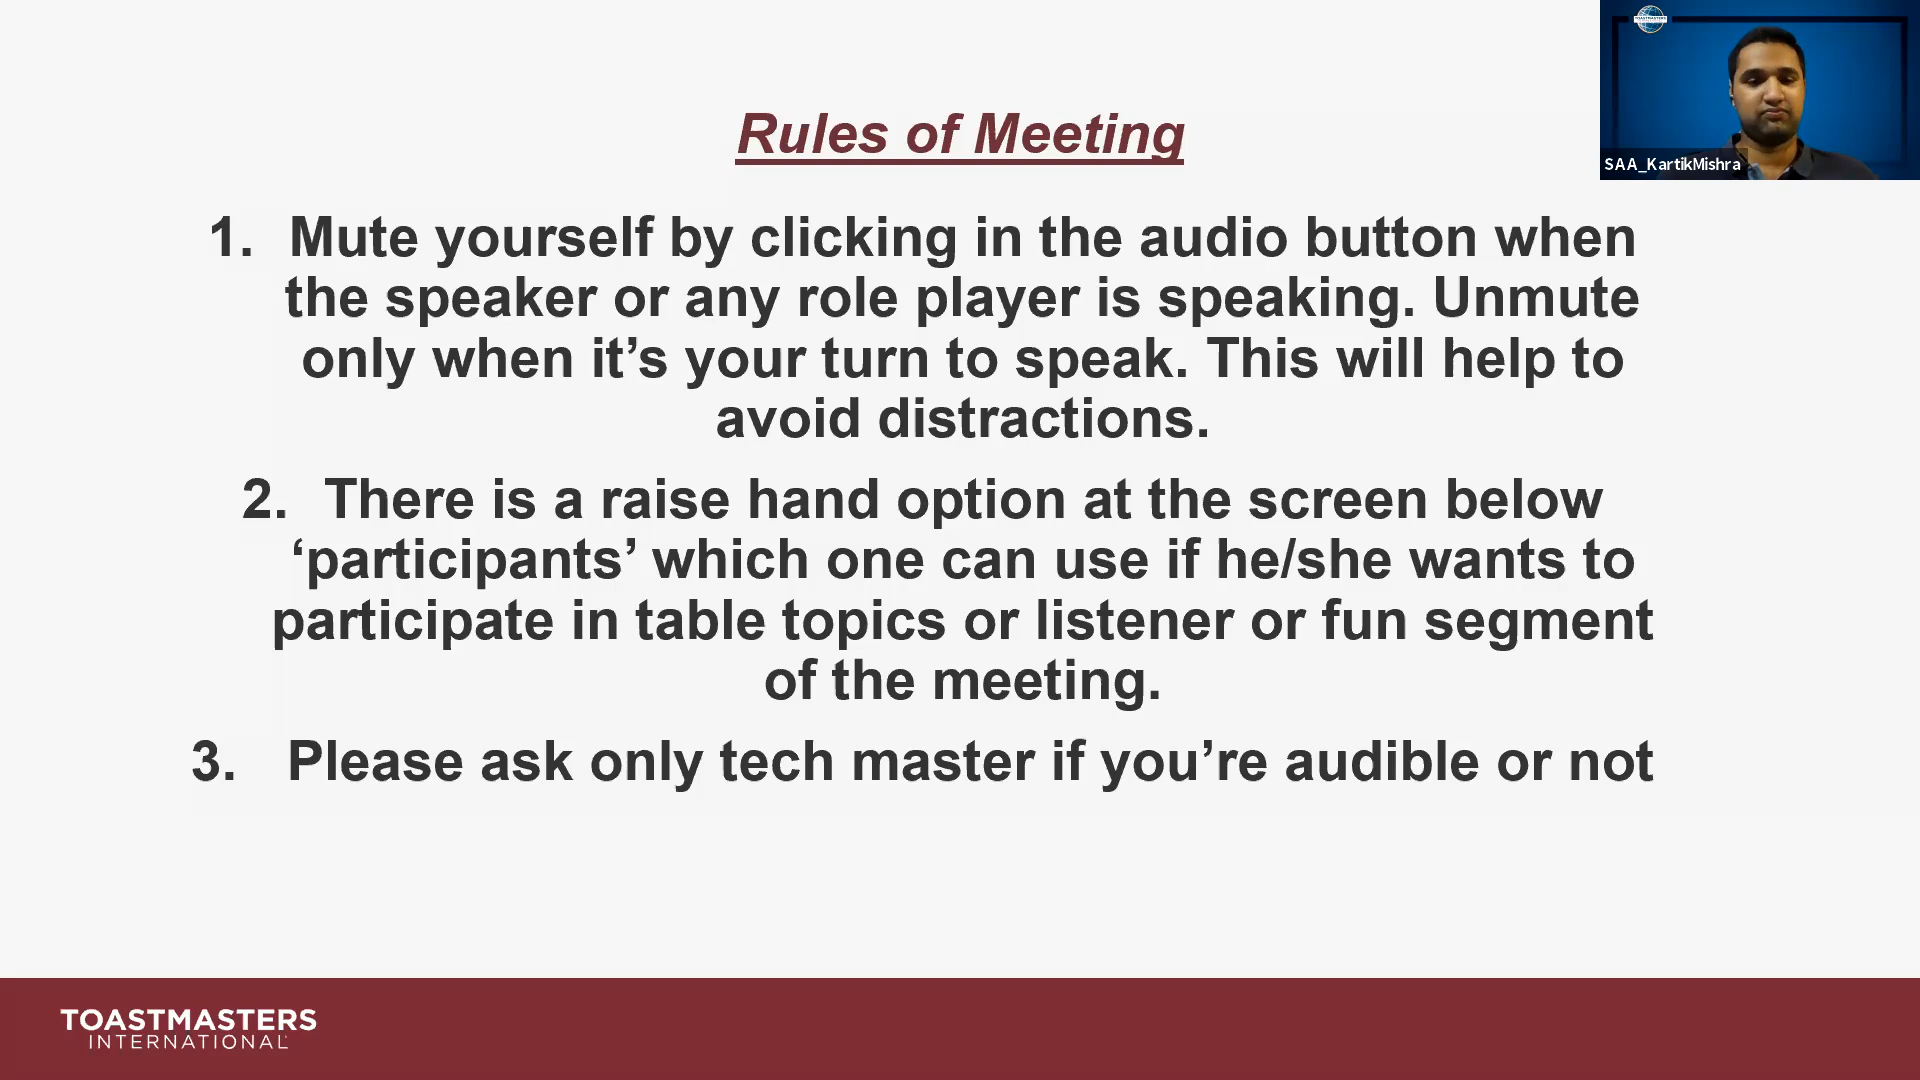 TOASTMASTERS
SAA_KartikMishra
Rules of Meeting
1. Mute yourself by clicking in the audio button when
the speaker or any role player is speaking. Unmute
only when it’s your turn to speak. This will help to
avoid distractions.
2. There is a raise hand option at the screen below
‘participants’ which one can use if he/she wants to
participate in table topics or listener or fun segment
of the meeting.
3. Please ask only tech master if you’re audible or not
TOASTMASTERS
INTERNATIONAL